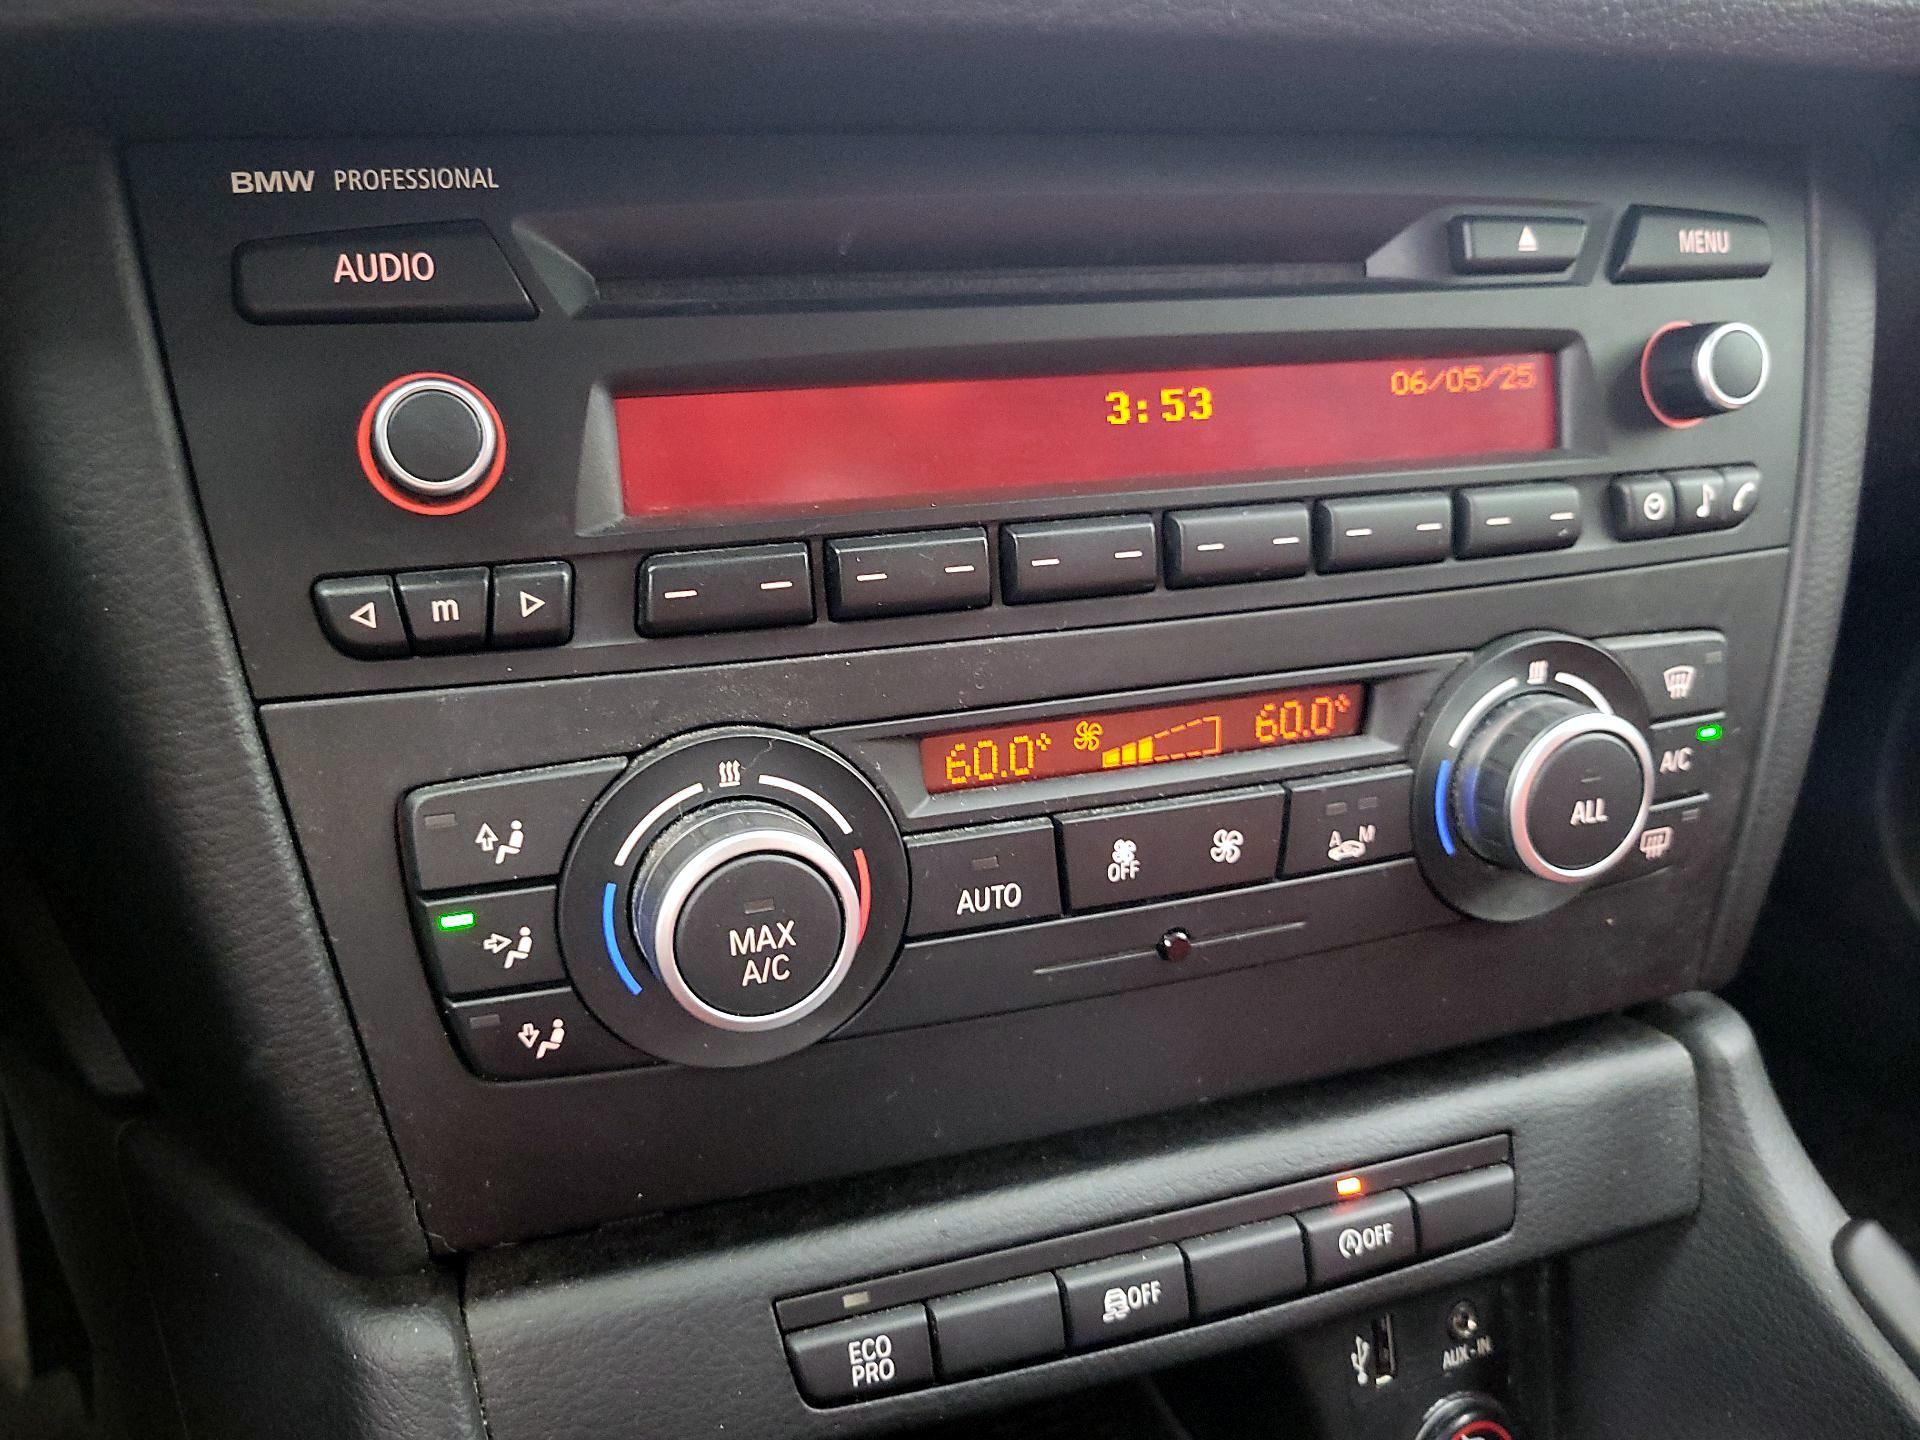 BMW PROFESSIONAL
AUDIO
MENU
3:53
06/05/25
m
60.0°
60.0°
A/C
ALL
A M
OFF
AUTO
MAX
A/C
OFF
A OFF
ECO
PRO
AUX-IN